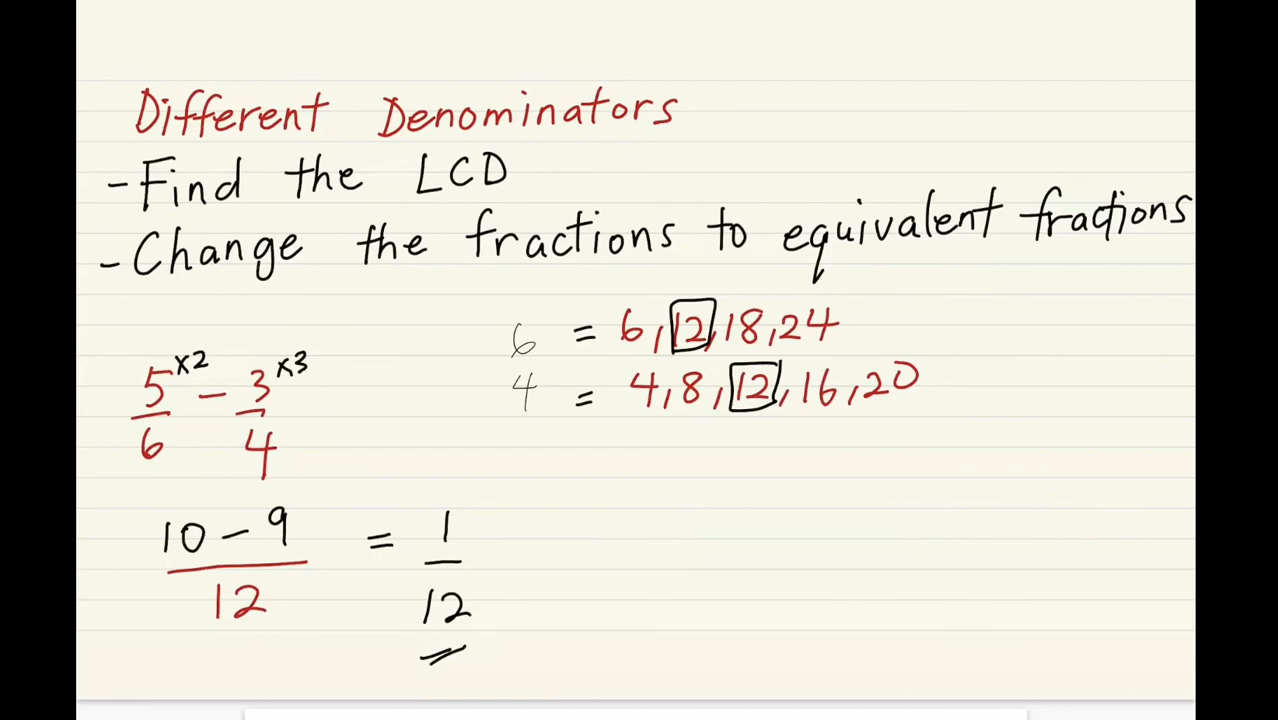 Different Denominators
- Find the LCD
- Change the fractions to equivalent fractions
6 = 6, 12, 18, 24
4 = 4, 8, 12, 16, 20
5 ×2 − 3 ×3
6 4
10 − 9 = 1
12 12